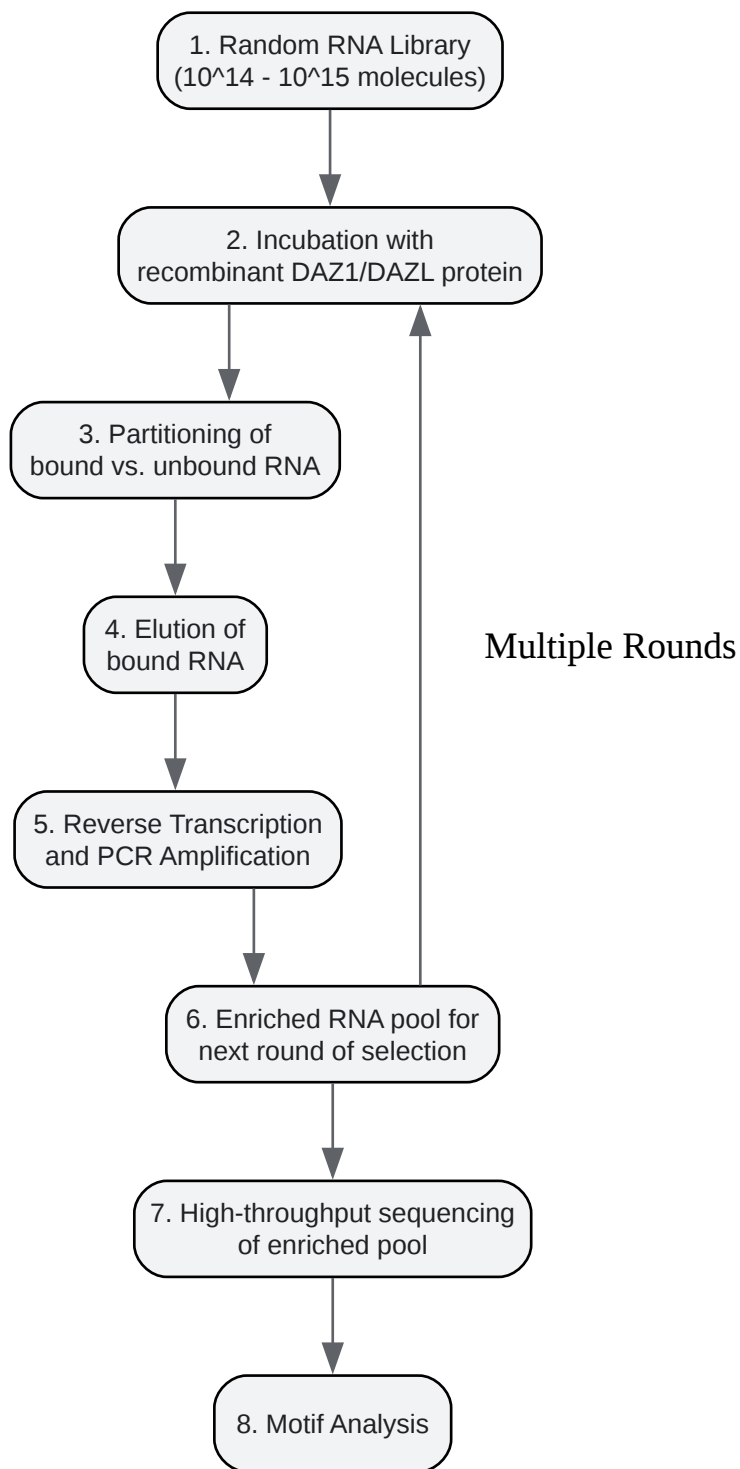 1. Random RNA Library
(10^14 - 10^15 molecules)
2. Incubation with
recombinant DAZ1/DAZL protein
3. Partitioning of
bound vs. unbound RNA
4. Elution of
bound RNA
Multiple Rounds
5. Reverse Transcription
and PCR Amplification
6. Enriched RNA pool for
next round of selection
7. High-throughput sequencing
of enriched pool
8. Motif Analysis